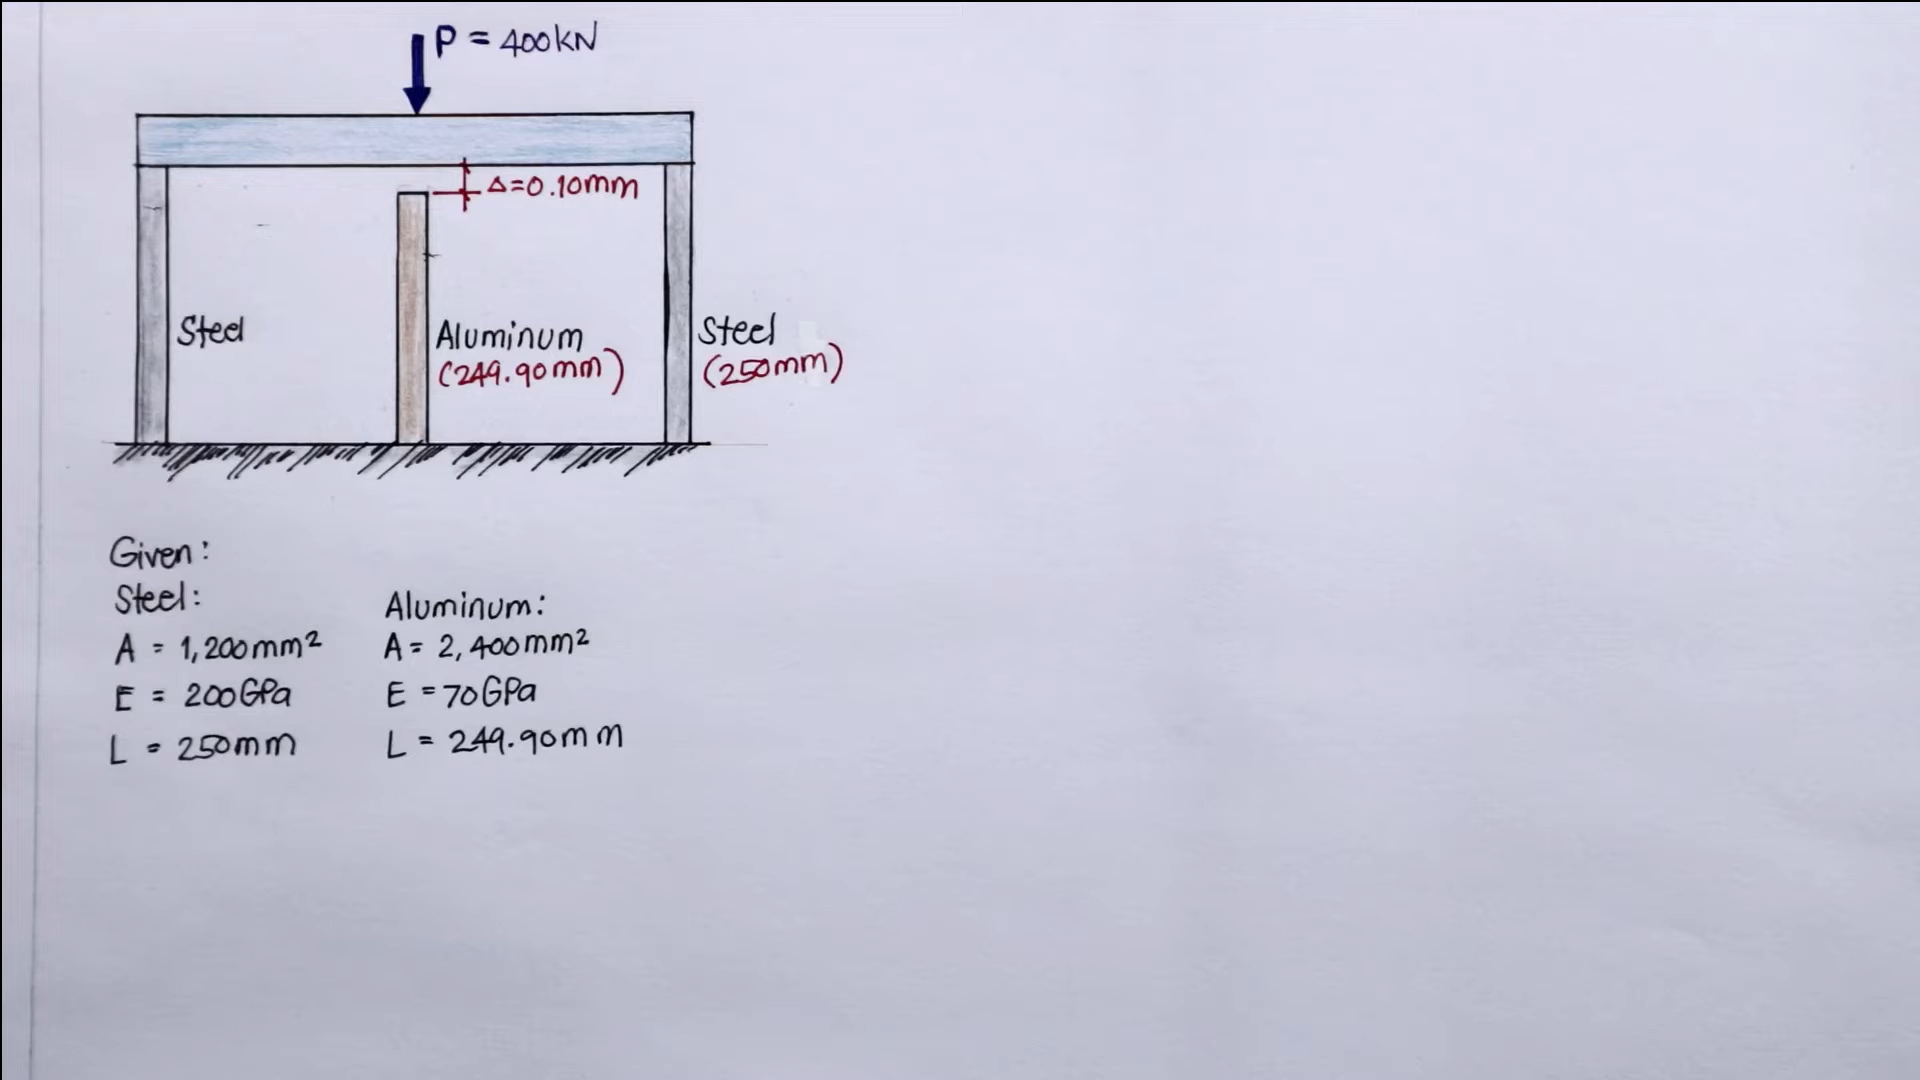 P = 400kN
Δ=0.10mm
Steel
Aluminum
(249.90mm)
Steel
(250mm)
Given:
Steel:
A = 1,200mm²
E = 200GPa
L = 250mm
Aluminum:
A = 2,400mm²
E = 70GPa
L = 249.90mm